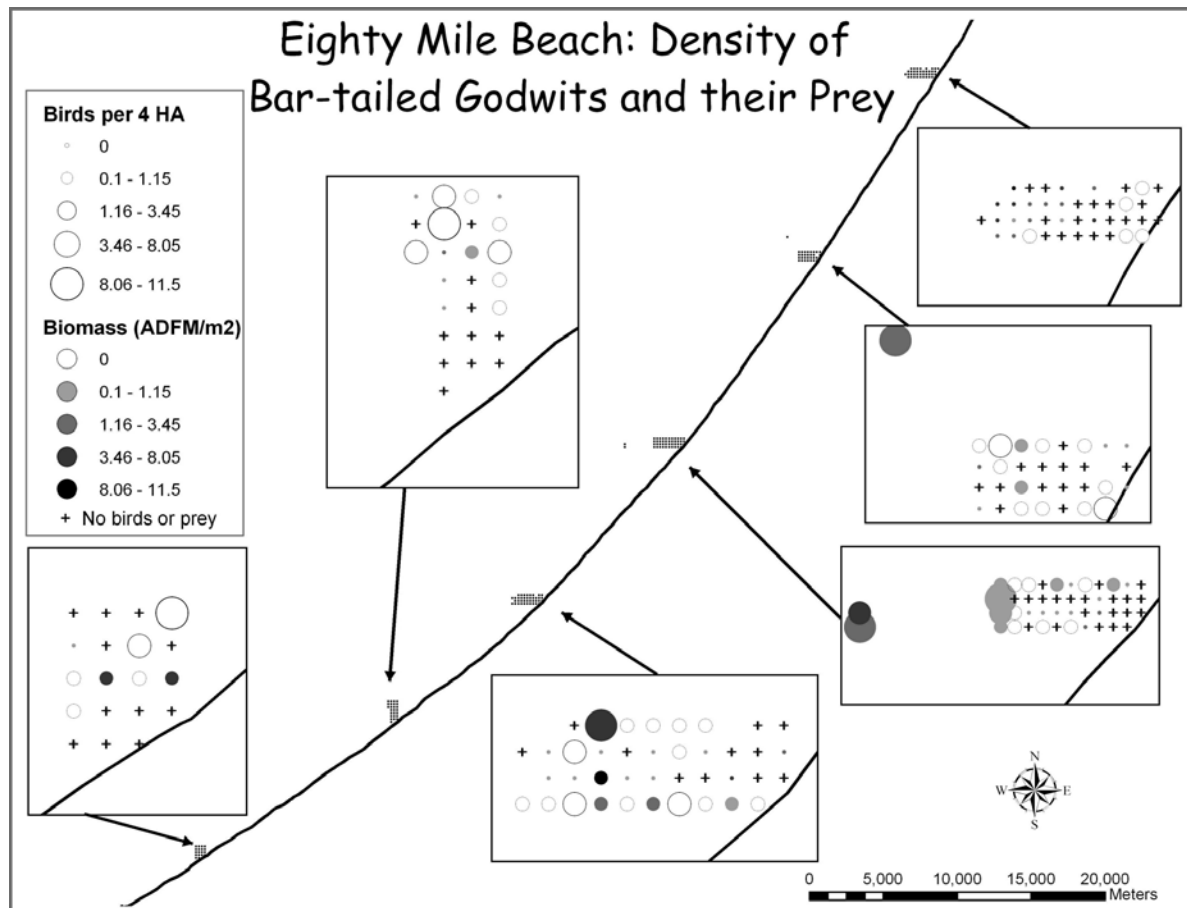 Eighty Mile Beach: Density of
Bar-tailed Godwits and their Prey
Birds per 4 HA
0
0.1 - 1.15
1.16 - 3.45
3.46 - 8.05
8.06 - 11.5
Biomass (ADFM/m2)
0
0.1 - 1.15
1.16 - 3.45
3.46 - 8.05
8.06 - 11.5
+ No birds or prey
N
W E
S
0 5,000 10,000 15,000 20,000
Meters